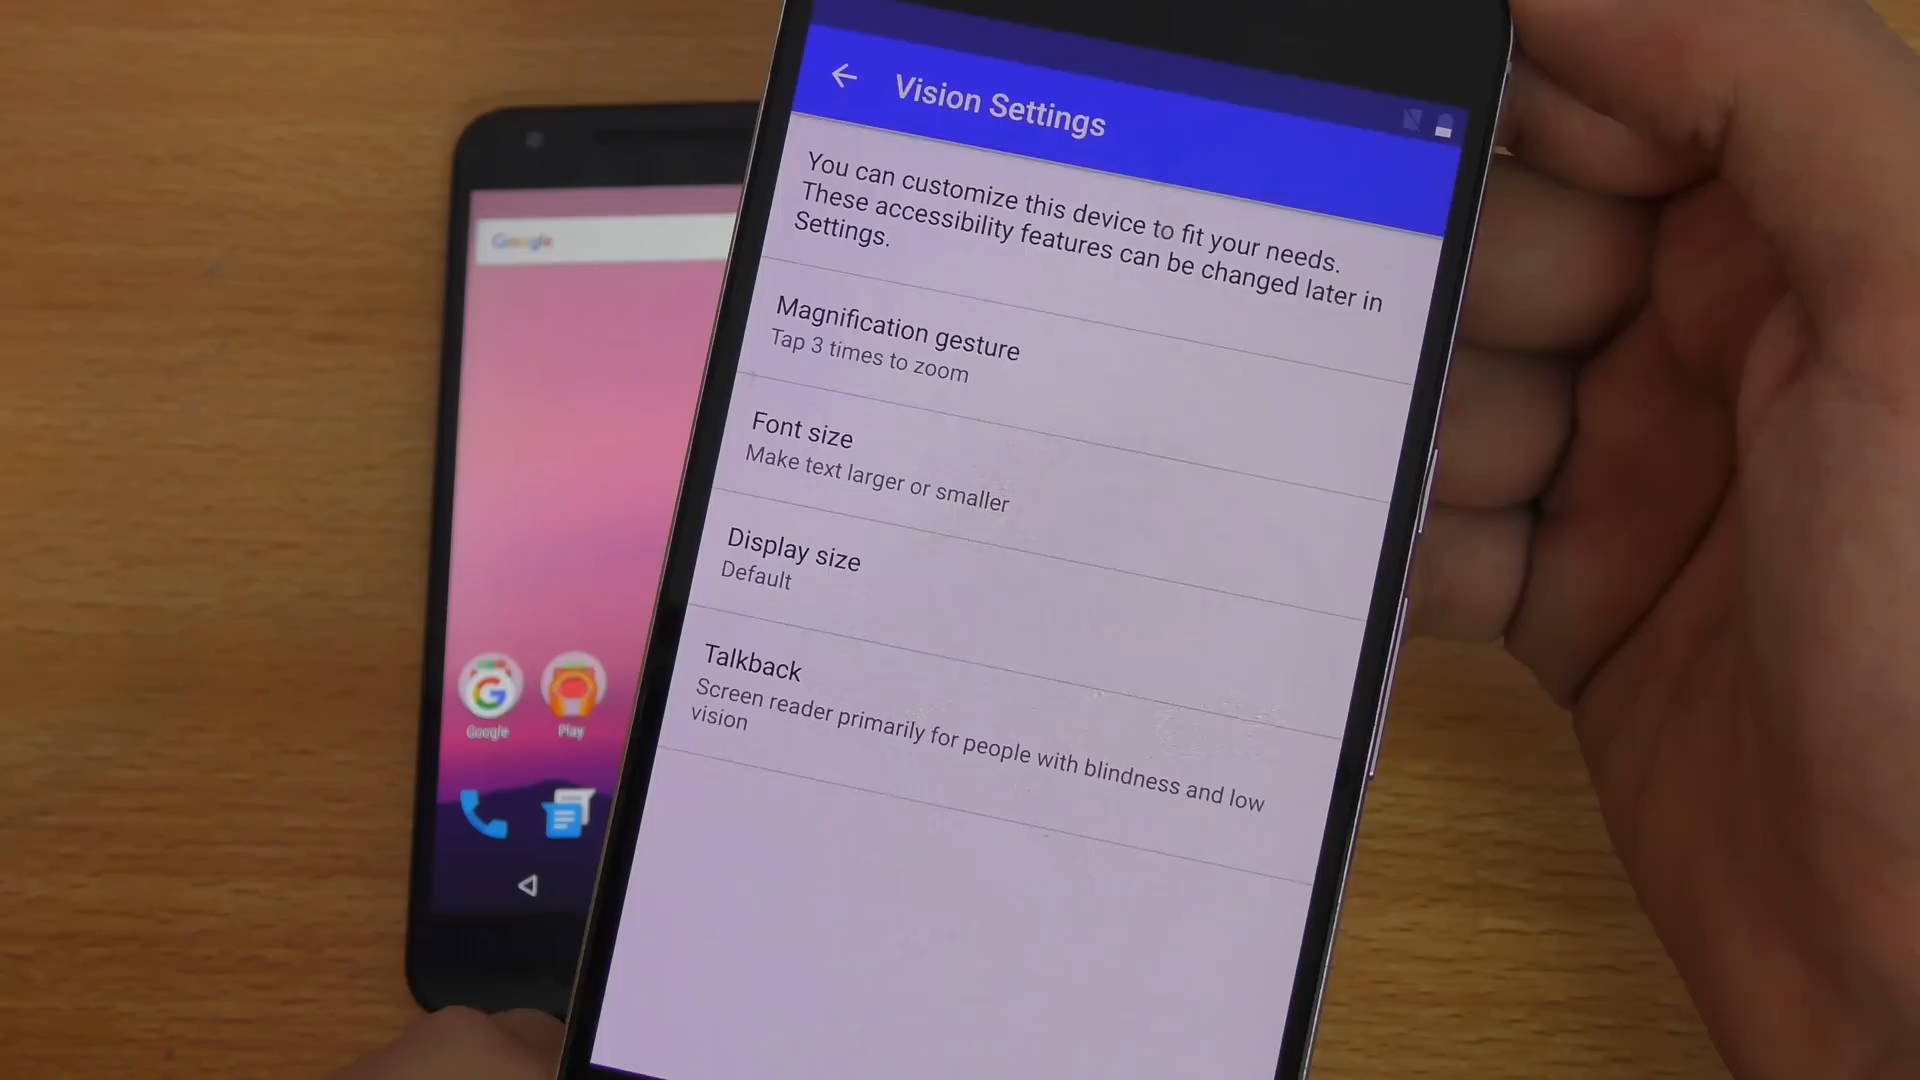 Vision Settings
You can customize this device to fit your needs.
These accessibility features can be changed later in
Settings.
Magnification gesture
Tap 3 times to zoom
Font size
Make text larger or smaller
Display size
Default
Talkback
Screen reader primarily for people with blindness and low
vision
Google
Google
Play